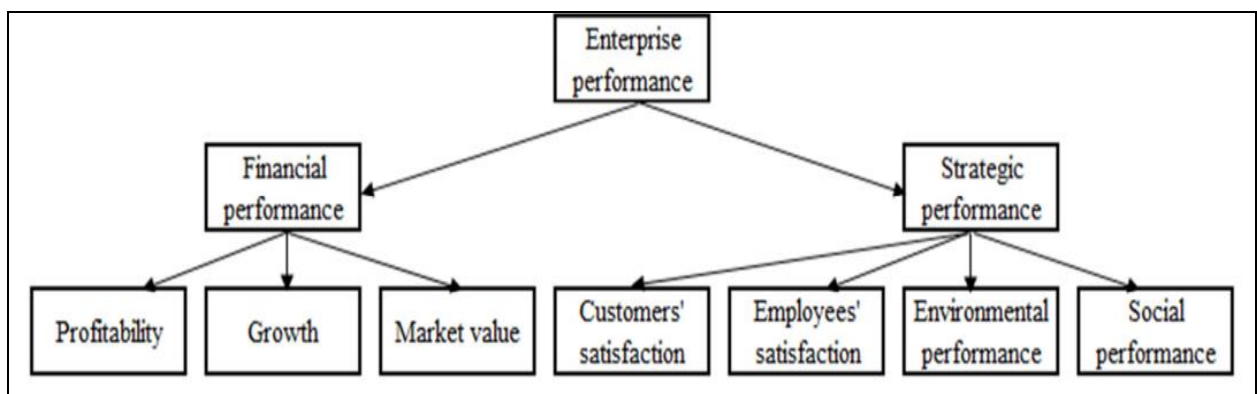 Enterprise
performance
Financial
performance
Strategic
performance
Profitability
Growth
Market value
Customers'
satisfaction
Employees'
satisfaction
Environmental
performance
Social
performance